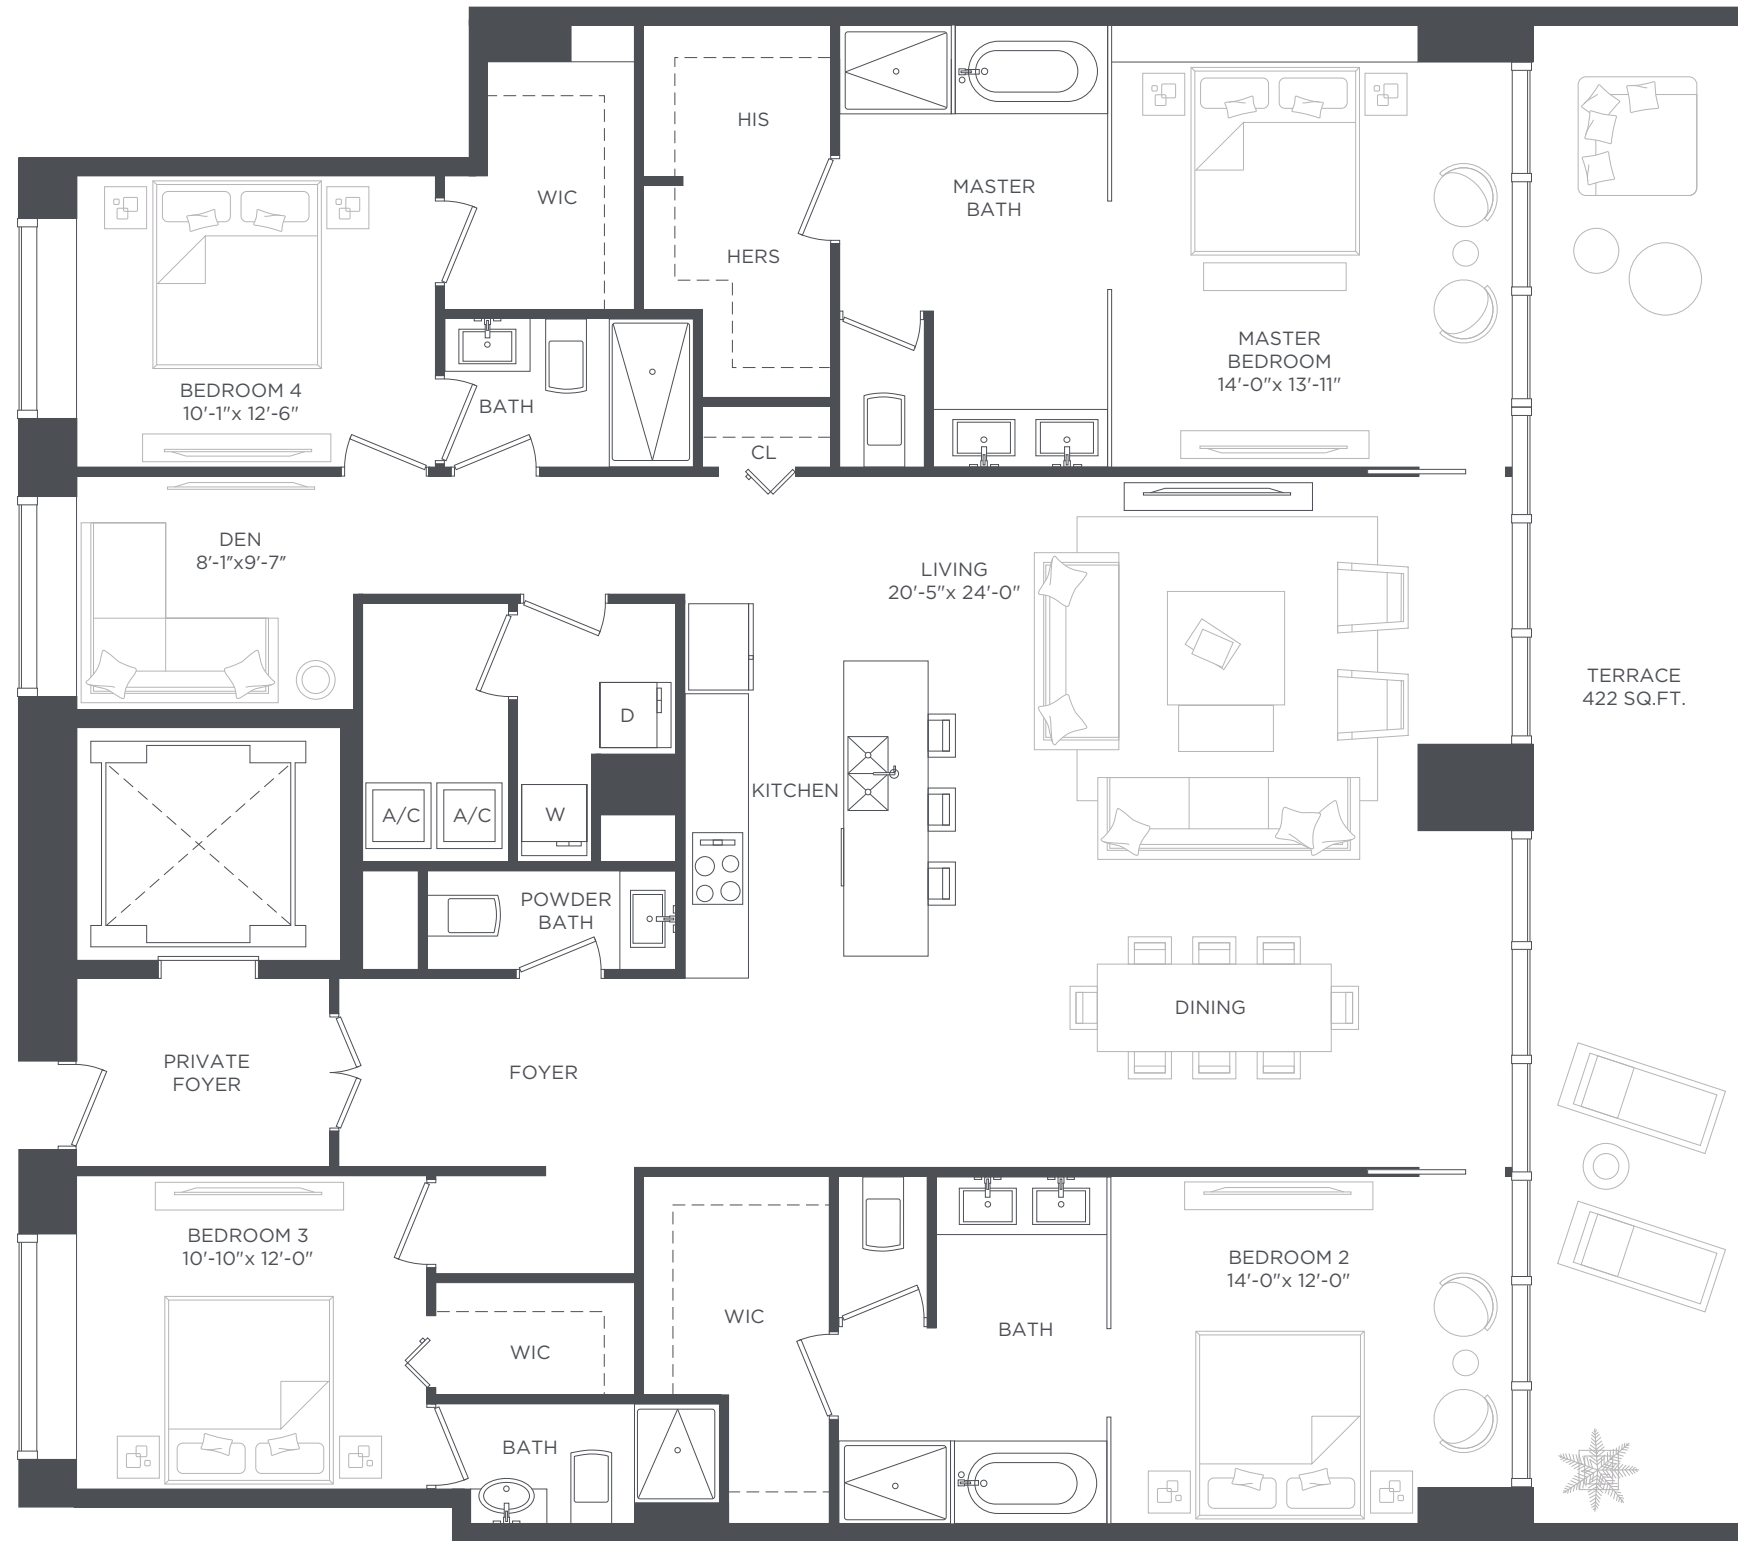 HIS
WIC
MASTER
BATH
HERS
MASTER
BEDROOM
14'-0"x 13'-11"
BEDROOM 4
10'-1"x 12'-6"
BATH
CL
DEN
8'-1"x9'-7"
LIVING
20'-5"x 24'-0"
TERRACE
422 SQ.FT.
D
KITCHEN
A/C
A/C
W
POWDER
BATH
DINING
PRIVATE
FOYER
FOYER
BEDROOM 3
10'-10"x 12'-0"
BEDROOM 2
14'-0"x 12'-0"
WIC
BATH
WIC
BATH